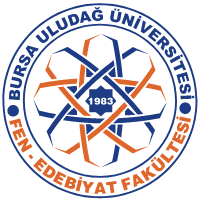 BURSA ULUDAĞ ÜNİVERSİTESİ
1983
FEN - EDEBİYAT FAKÜLTESİ